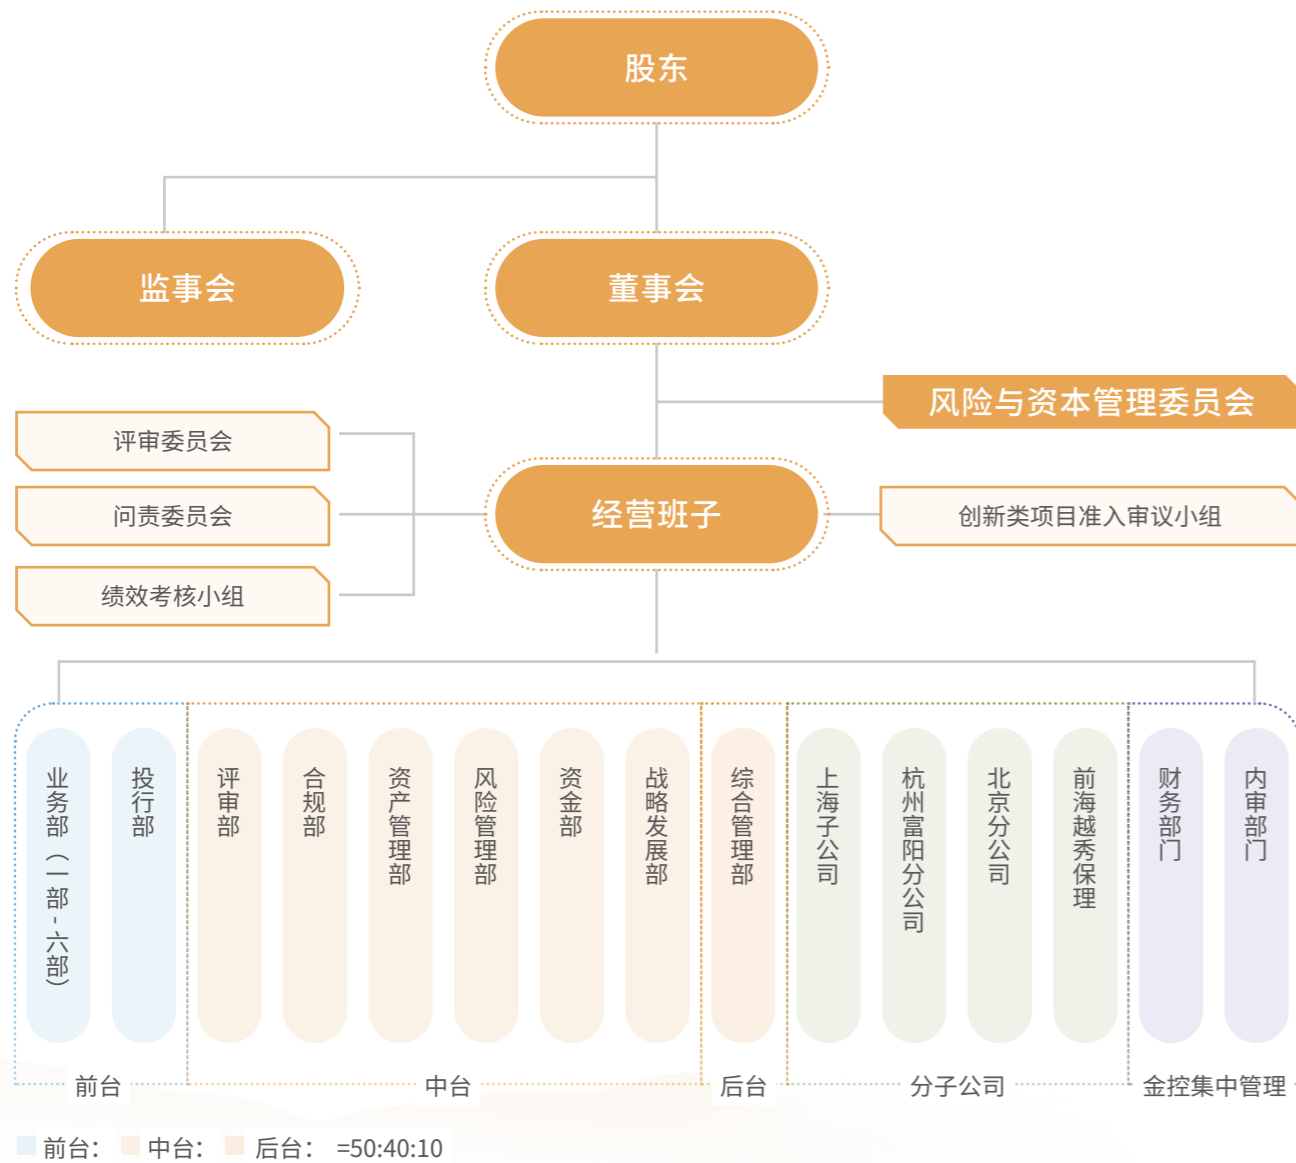 股东
监事会
董事会
风险与资本管理委员会
评审委员会
问责委员会
绩效考核小组
经营班子
创新类项目准入审议小组
业务部（一部-六部）
投行部
评审部
合规部
资产管理部
风险管理部
资金部
战略发展部
综合管理部
上海子公司
杭州富阳分公司
北京分公司
前海越秀保理
财务部门
内审部门
前台
中台
后台
分子公司
金控集中管理
前台： 中台： 后台： =50:40:10